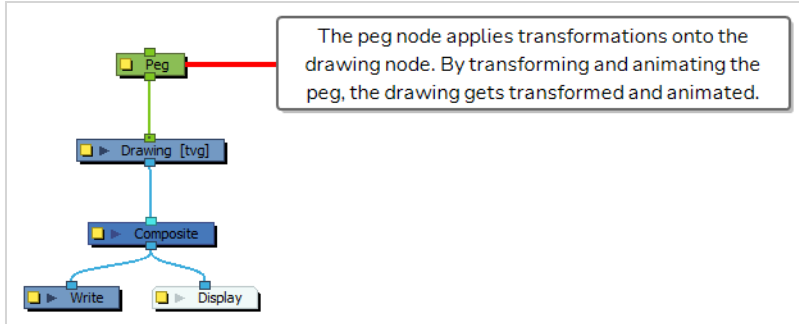 The peg node applies transformations onto the
drawing node. By transforming and animating the
peg, the drawing gets transformed and animated.
Peg
Drawing [tvg]
Composite
Write
Display